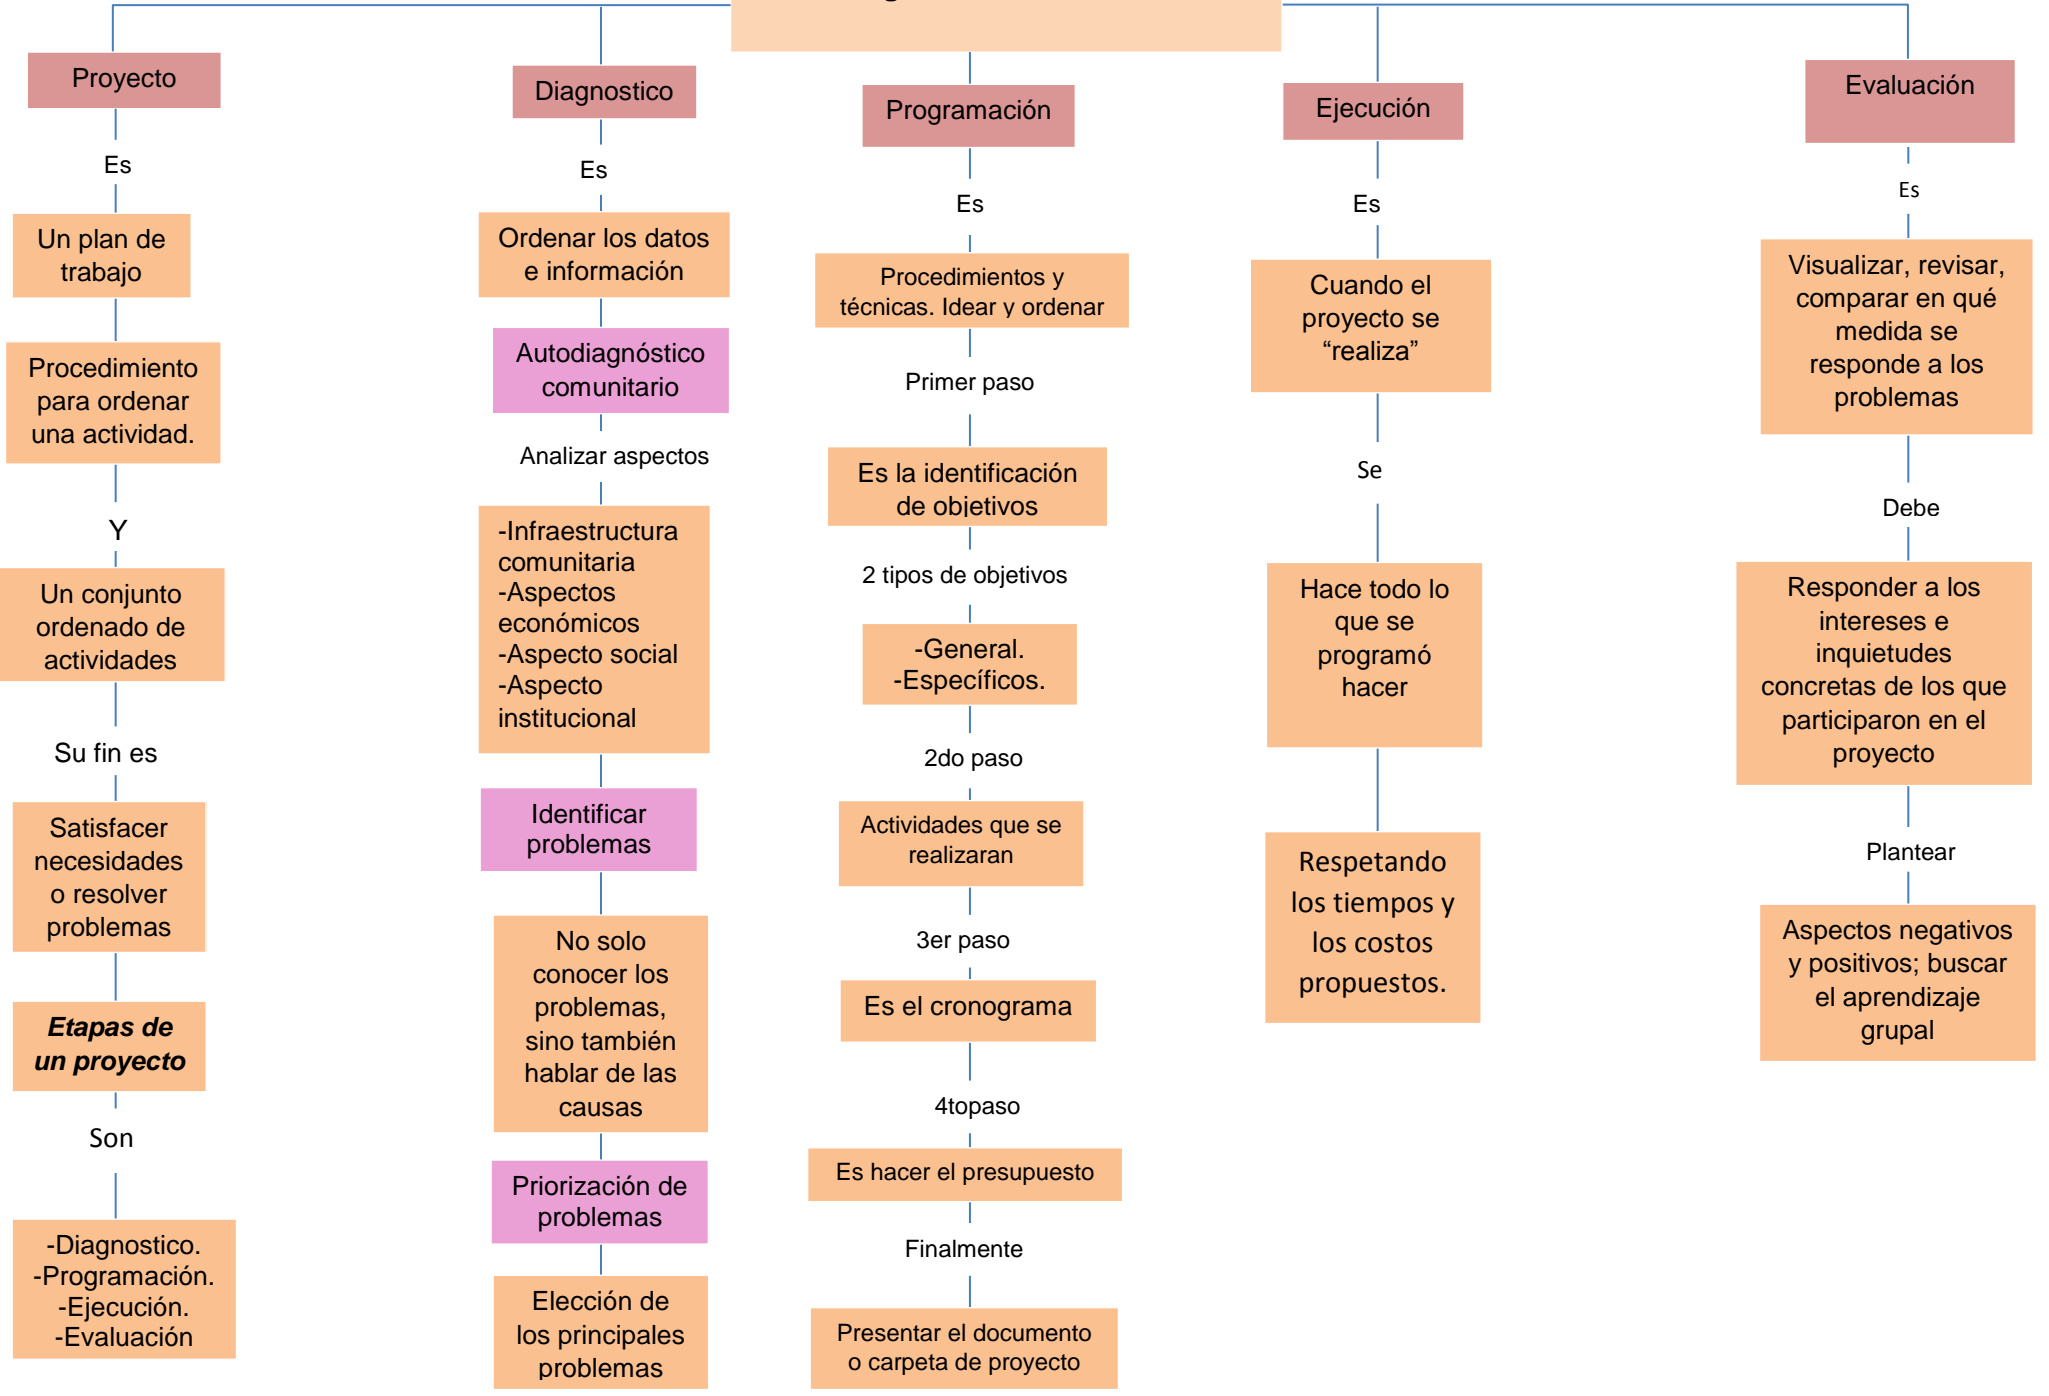 Proyecto
Es
Un plan de
trabajo
Procedimiento
para ordenar
una actividad.
Y
Un conjunto
ordenado de
actividades
Su fin es
Satisfacer
necesidades
o resolver
problemas
Etapas de
un proyecto
Son
-Diagnostico.
-Programación.
-Ejecución.
-Evaluación
Diagnostico
Es
Ordenar los datos
e información
Autodiagnóstico
comunitario
Analizar aspectos
-Infraestructura
comunitaria
-Aspectos
económicos
-Aspecto social
-Aspecto
institucional
Identificar
problemas
No solo
conocer los
problemas,
sino también
hablar de las
causas
Priorización de
problemas
Elección de
los principales
problemas
Programación
Es
Procedimientos y
técnicas. Idear y ordenar
Primer paso
Es la identificación
de objetivos
2 tipos de objetivos
-General.
-Específicos.
2do paso
Actividades que se
realizaran
3er paso
Es el cronograma
4topaso
Es hacer el presupuesto
Finalmente
Presentar el documento
o carpeta de proyecto
Ejecución
Es
Cuando el
proyecto se
“realiza”
Se
Hace todo lo
que se
programó
hacer
Respetando
los tiempos y
los costos
propuestos.
Evaluación
Es
Visualizar, revisar,
comparar en qué
medida se
responde a los
problemas
Debe
Responder a los
intereses e
inquietudes
concretas de los que
participaron en el
proyecto
Plantear
Aspectos negativos
y positivos; buscar
el aprendizaje
grupal